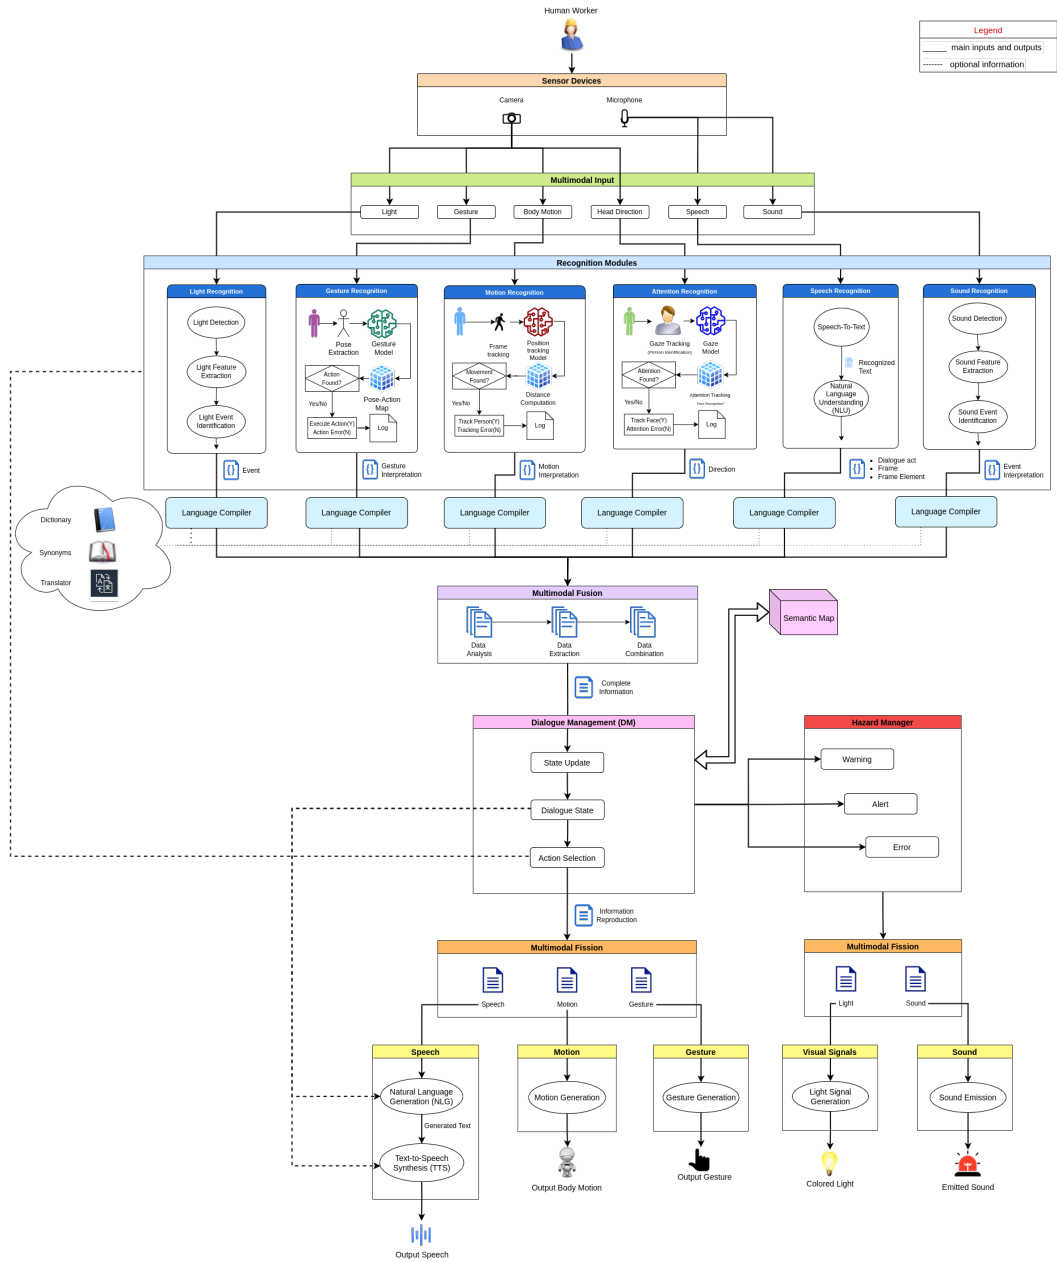 Human Worker
Legend
main inputs and outputs
optional information
Sensor Devices
Camera
Microphone
Multimodal Input
Light
Gesture
Body Motion
Head Direction
Speech
Sound
Recognition Modules
Light Recognition
Light Detection
Light Feature
Extraction
Light Event
Identification
Gesture Recognition
Pose
Extraction
Gesture
Model
Action
Found?
Pose-Action
Map
Yes/No
Execute Action(Y)
Action Error(N)
Log
Motion Recognition
Frame
tracking
Position
tracking
Model
Movement
Found?
Distance
Computation
Yes/No
Track Person(Y)
Tracking Error(N)
Log
Attention Recognition
Gaze Tracking
(Person Identification)
Gaze
Model
Attention
Found?
Attention Tracking
Yes/No
Track Face(Y)
Attention Error(N)
Log
Speech Recognition
Speech-To-Text
Recognized
Text
Natural
Language
Understanding
(NLU)
Sound Recognition
Sound Detection
Sound Feature
Extraction
Sound Event
Identification
{} Event
{} Gesture
Interpretation
{} Motion
Interpretation
{} Direction
{} • Dialogue act
• Frame
• Frame Element
{} Event
Interpretation
Language Compiler
Language Compiler
Language Compiler
Language Compiler
Language Compiler
Language Compiler
Dictionary
Synonyms
Translator
Multimodal Fusion
Data
Analysis
Data
Extraction
Data
Combination
Semantic Map
Complete
Information
Dialogue Management (DM)
State Update
Dialogue State
Action Selection
Hazard Manager
Warning
Alert
Error
Information
Reproduction
Multimodal Fission
Speech
Motion
Gesture
Multimodal Fission
Light
Sound
Speech
Natural Language
Generation (NLG)
Generated Text
Text-to-Speech
Synthesis (TTS)
Output Speech
Motion
Motion Generation
Output Body Motion
Gesture
Gesture Generation
Output Gesture
Visual Signals
Light Signal
Generation
Colored Light
Sound
Sound Emission
Emitted Sound